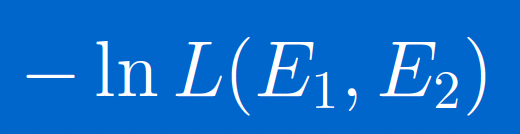 − ln L(E₁, E₂)